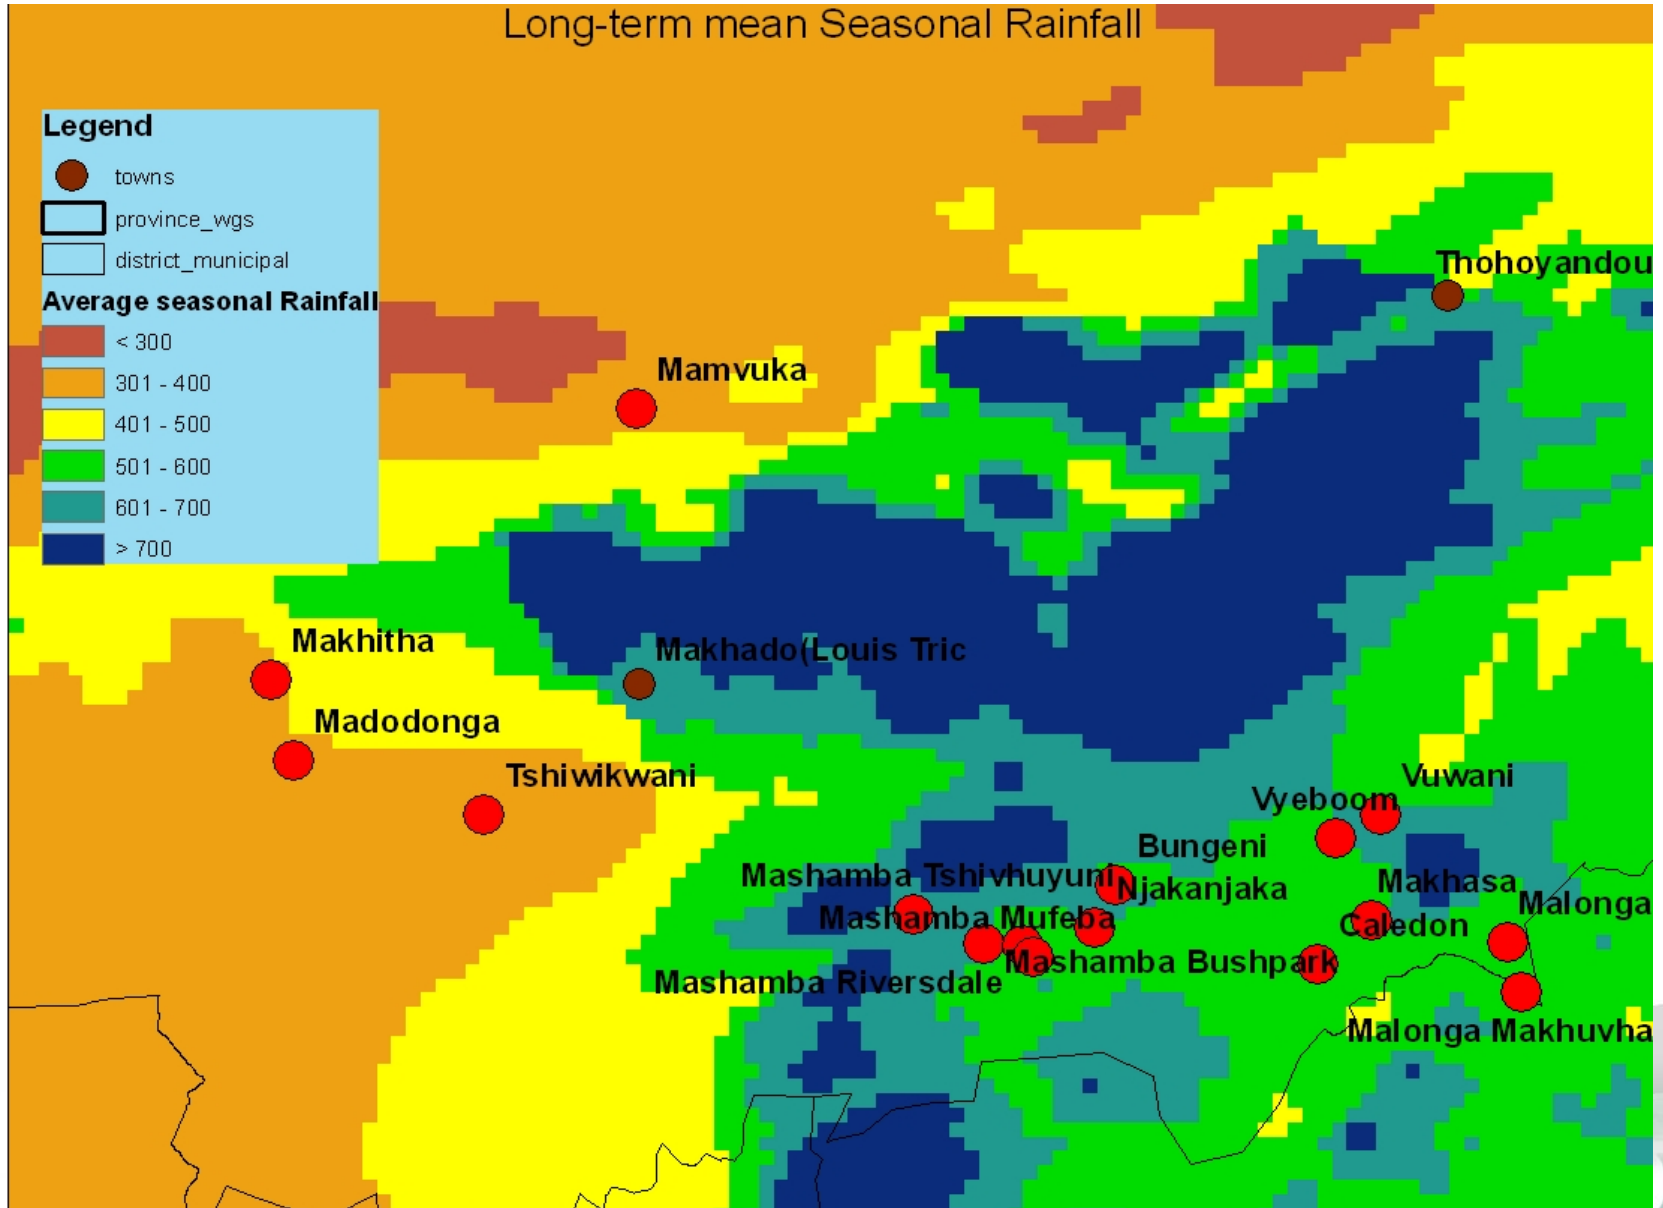 Long-term mean Seasonal Rainfall
Legend
towns
province_wgs
district_municipal
Average seasonal Rainfall
< 300
301 - 400
401 - 500
501 - 600
601 - 700
> 700
Thohoyandou
Mamvuka
Makhitha
Makhado(Louis Tric
Madodonga
Tshiwikwani
Vuwani
Vyeboom
Bungeni
Mashamba Tshivhuyuni
Njakanjaka
Makhasa
Malonga
Mashamba Mufeba
Caledon
Mashamba Bushpark
Mashamba Riversdale
Malonga Makhuvha